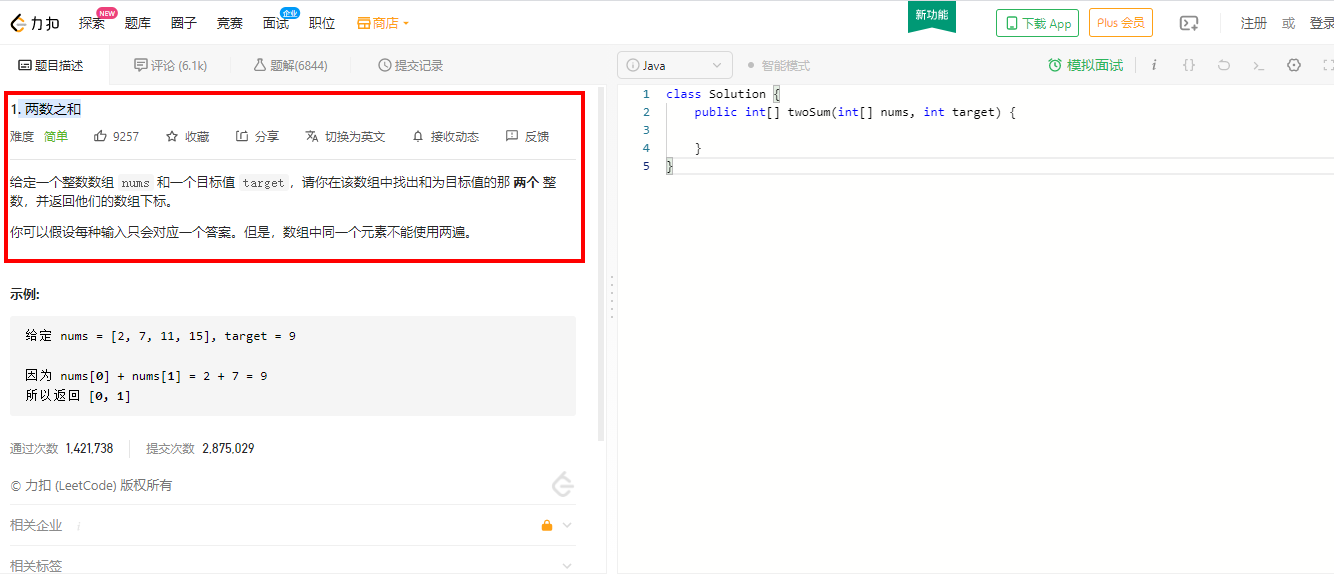 力扣 探索 NEW 题库 圈子 竞赛 面试 企业 职位 商店 新功能 下载 App Plus 会员 注册 或 登录
题目描述 评论 (6.1k) 题解(6844) 提交记录
Java 智能模式 模拟面试
1. 两数之和
难度 简单 9257 收藏 分享 切换为英文 接收动态 反馈
给定一个整数数组 nums 和一个目标值 target，请你在该数组中找出和为目标值的那 两个 整
数，并返回他们的数组下标。
你可以假设每种输入只会对应一个答案。但是，数组中同一个元素不能使用两遍。
示例:
给定 nums = [2, 7, 11, 15], target = 9
因为 nums[0] + nums[1] = 2 + 7 = 9
所以返回 [0, 1]
通过次数 1,421,738 提交次数 2,875,029
© 力扣 (LeetCode) 版权所有
相关企业 i
相关标签
1 class Solution {
2 public int[] twoSum(int[] nums, int target) {
3
4 }
5 }